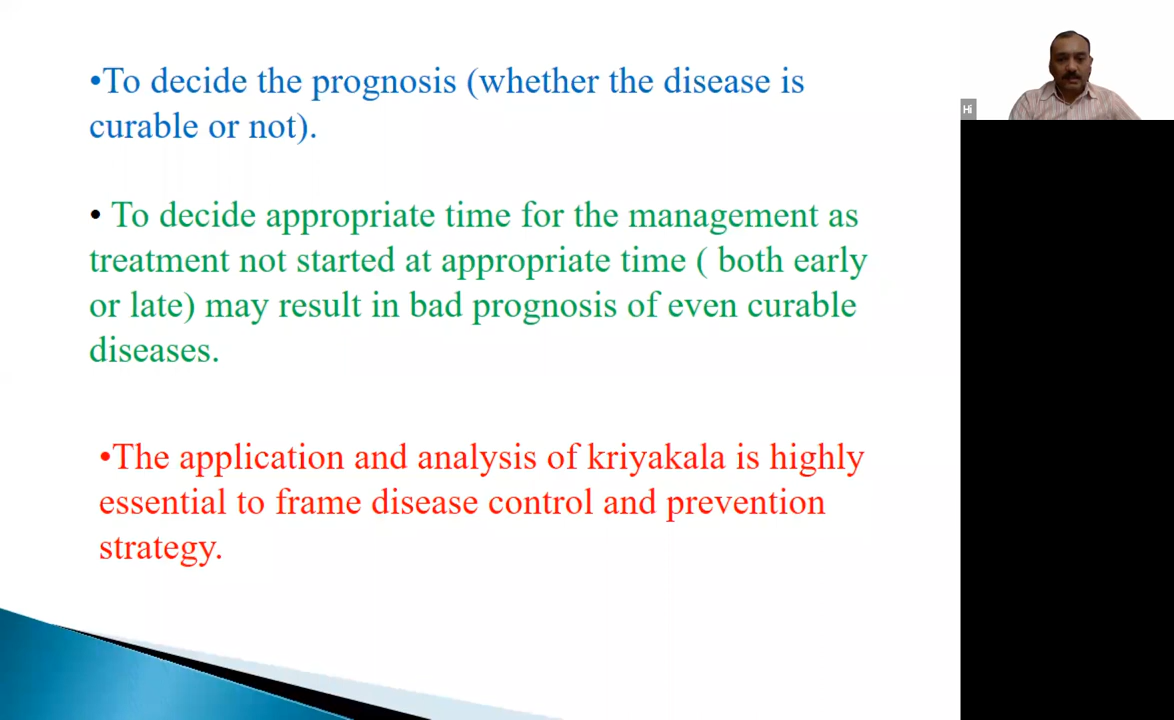 •To decide the prognosis (whether the disease is
curable or not).
• To decide appropriate time for the management as
treatment not started at appropriate time ( both early
or late) may result in bad prognosis of even curable
diseases.
•The application and analysis of kriyakala is highly
essential to frame disease control and prevention
strategy.
Hi